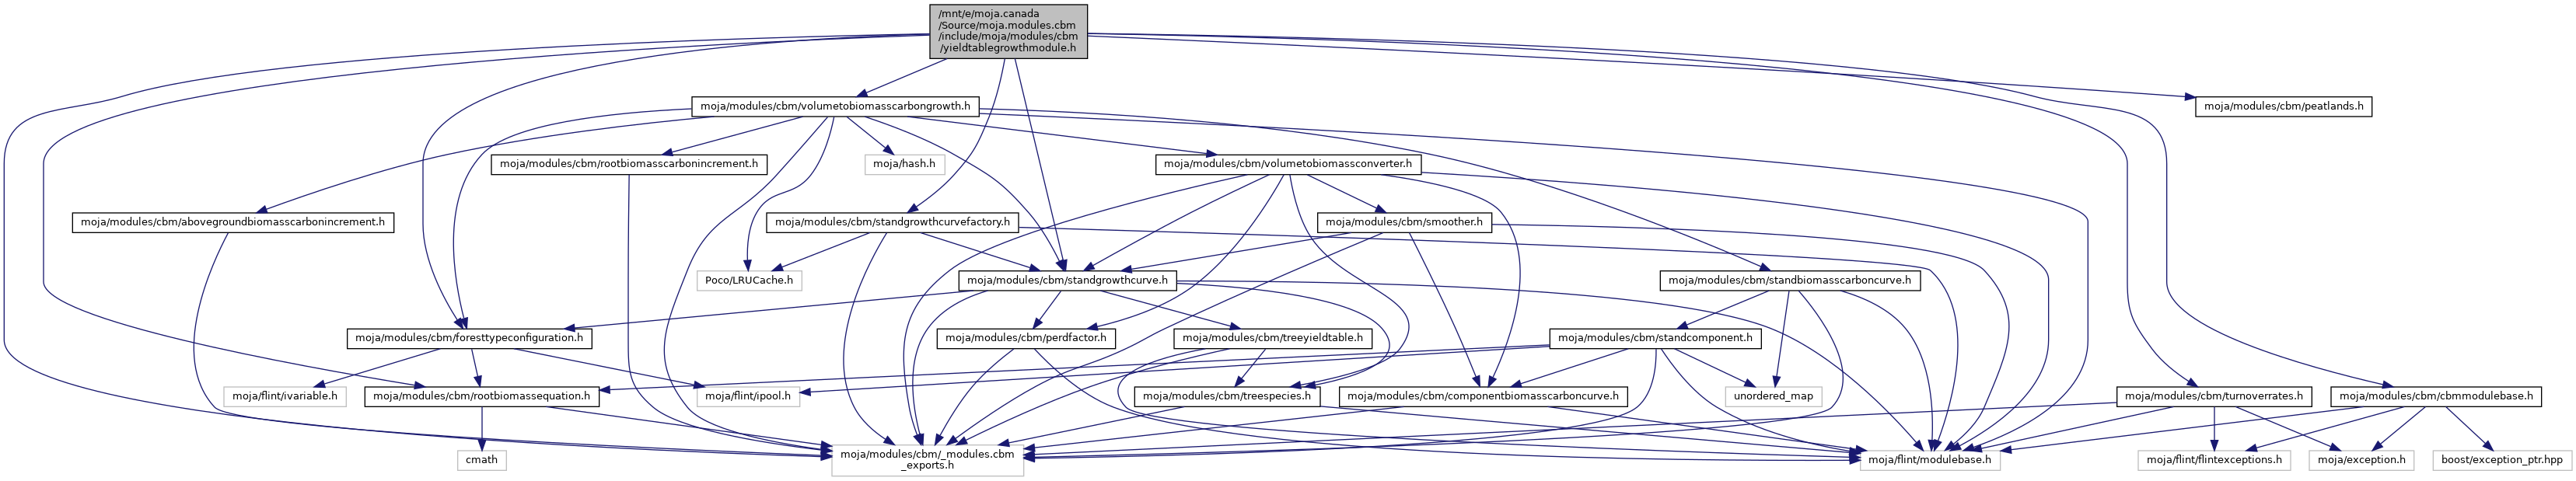 /mnt/e/moja.canada
/Source/moja.modules.cbm
/include/moja/modules/cbm
/yieldtablegrowthmodule.h
moja/modules/cbm/volumetobiomasscarbongrowth.h
moja/modules/cbm/peatlands.h
moja/modules/cbm/rootbiomasscarbonincrement.h
moja/hash.h
moja/modules/cbm/volumetobiomassconverter.h
moja/modules/cbm/abovegroundbiomasscarbonincrement.h
moja/modules/cbm/standgrowthcurvefactory.h
moja/modules/cbm/smoother.h
Poco/LRUCache.h
moja/modules/cbm/standgrowthcurve.h
moja/modules/cbm/standbiomasscarboncurve.h
moja/modules/cbm/foresttypeconfiguration.h
moja/modules/cbm/perdfactor.h
moja/modules/cbm/treeyieldtable.h
moja/modules/cbm/standcomponent.h
moja/flint/ivariable.h
moja/modules/cbm/rootbiomassequation.h
moja/flint/ipool.h
moja/modules/cbm/treespecies.h
moja/modules/cbm/componentbiomasscarboncurve.h
unordered_map
moja/modules/cbm/turnoverrates.h
moja/modules/cbm/cbmmodulebase.h
cmath
moja/modules/cbm/_modules.cbm
_exports.h
moja/flint/modulebase.h
moja/flint/flintexceptions.h
moja/exception.h
boost/exception_ptr.hpp